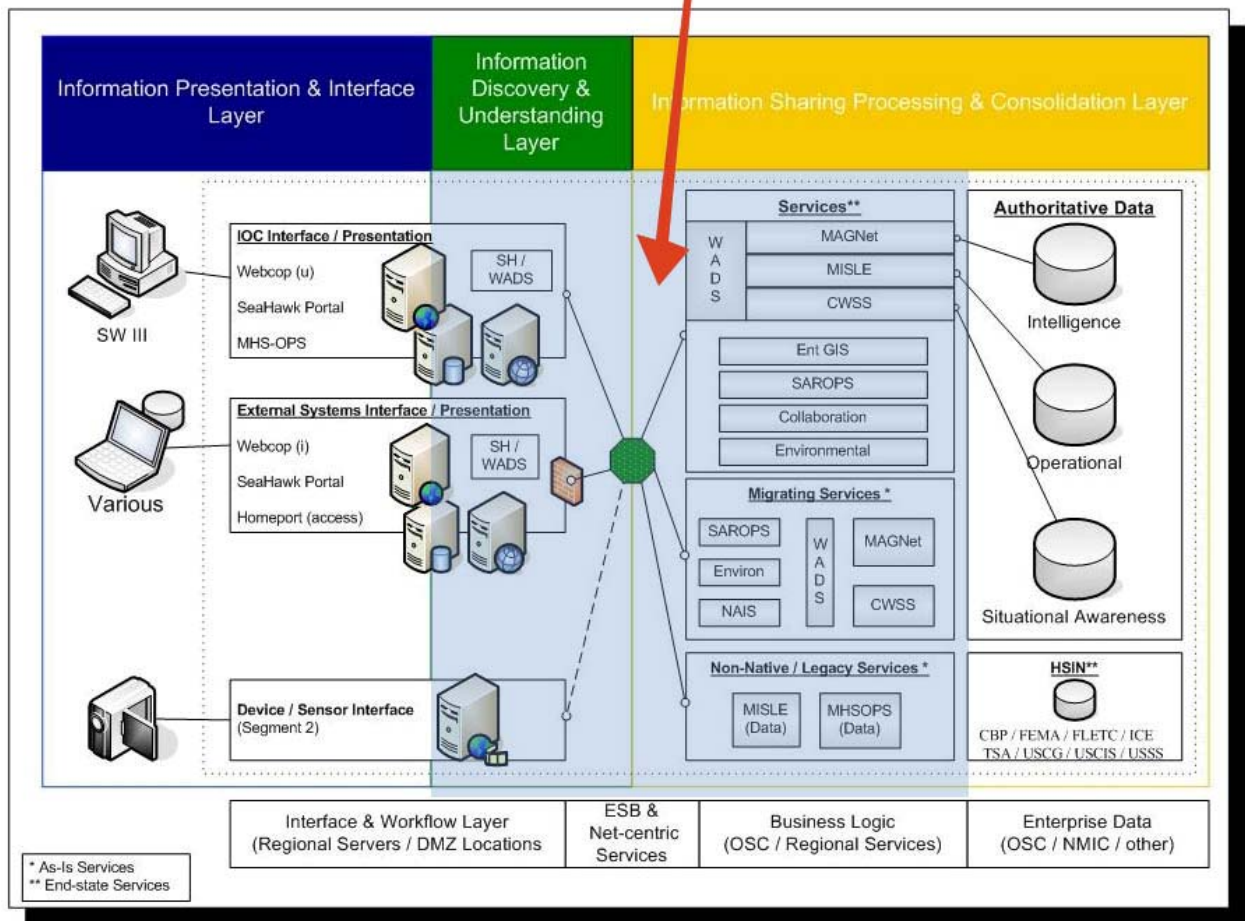 Information Presentation & Interface
Layer
Information
Discovery &
Understanding
Layer
Information Sharing Processing & Consolidation Layer
SW III
Various
IOC Interface / Presentation
Webcop (u)
SeaHawk Portal
MHS-OPS
SH /
WADS
External Systems Interface / Presentation
Webcop (i)
SeaHawk Portal
Homeport (access)
SH /
WADS
Device / Sensor Interface
(Segment 2)
Services**
W
A
D
S
MAGNet
MISLE
CWSS
Ent GIS
SAROPS
Collaboration
Environmental
Migrating Services *
SAROPS
Environ
NAIS
W
A
D
S
MAGNet
CWSS
Non-Native / Legacy Services *
MISLE
(Data)
MHSOPS
(Data)
Authoritative Data
Intelligence
Operational
Situational Awareness
HSIN**
CBP / FEMA / FLETC / ICE
TSA / USCG / USCIS / USSS
Interface & Workflow Layer
(Regional Servers / DMZ Locations
ESB &
Net-centric
Services
Business Logic
(OSC / Regional Services)
Enterprise Data
(OSC / NMIC / other)
* As-Is Services
** End-state Services